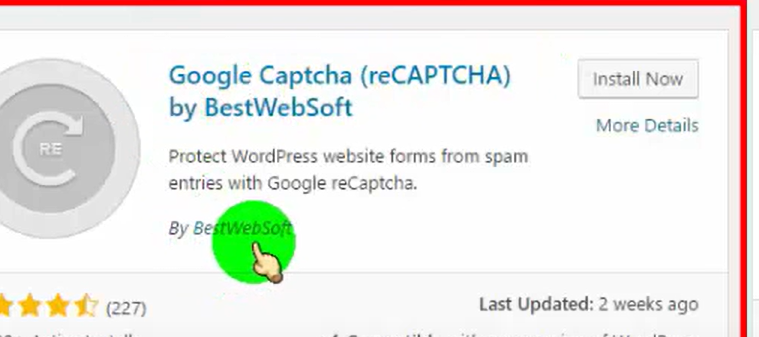 Google Captcha (reCAPTCHA)
by BestWebSoft
Install Now
More Details
RE
Protect WordPress website forms from spam
entries with Google reCaptcha.
By BestWebSoft
(227)
Last Updated: 2 weeks ago